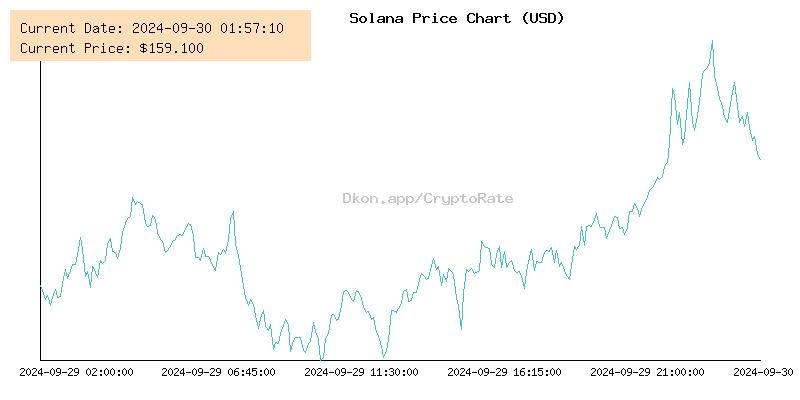 Solana Price Chart (USD)
Current Date: 2024-09-30 01:57:10
Current Price: $159.100
Dkon.app/CryptoRate
2024-09-29 02:00:00 2024-09-29 06:45:00 2024-09-29 11:30:00 2024-09-29 16:15:00 2024-09-29 21:00:00 2024-09-30